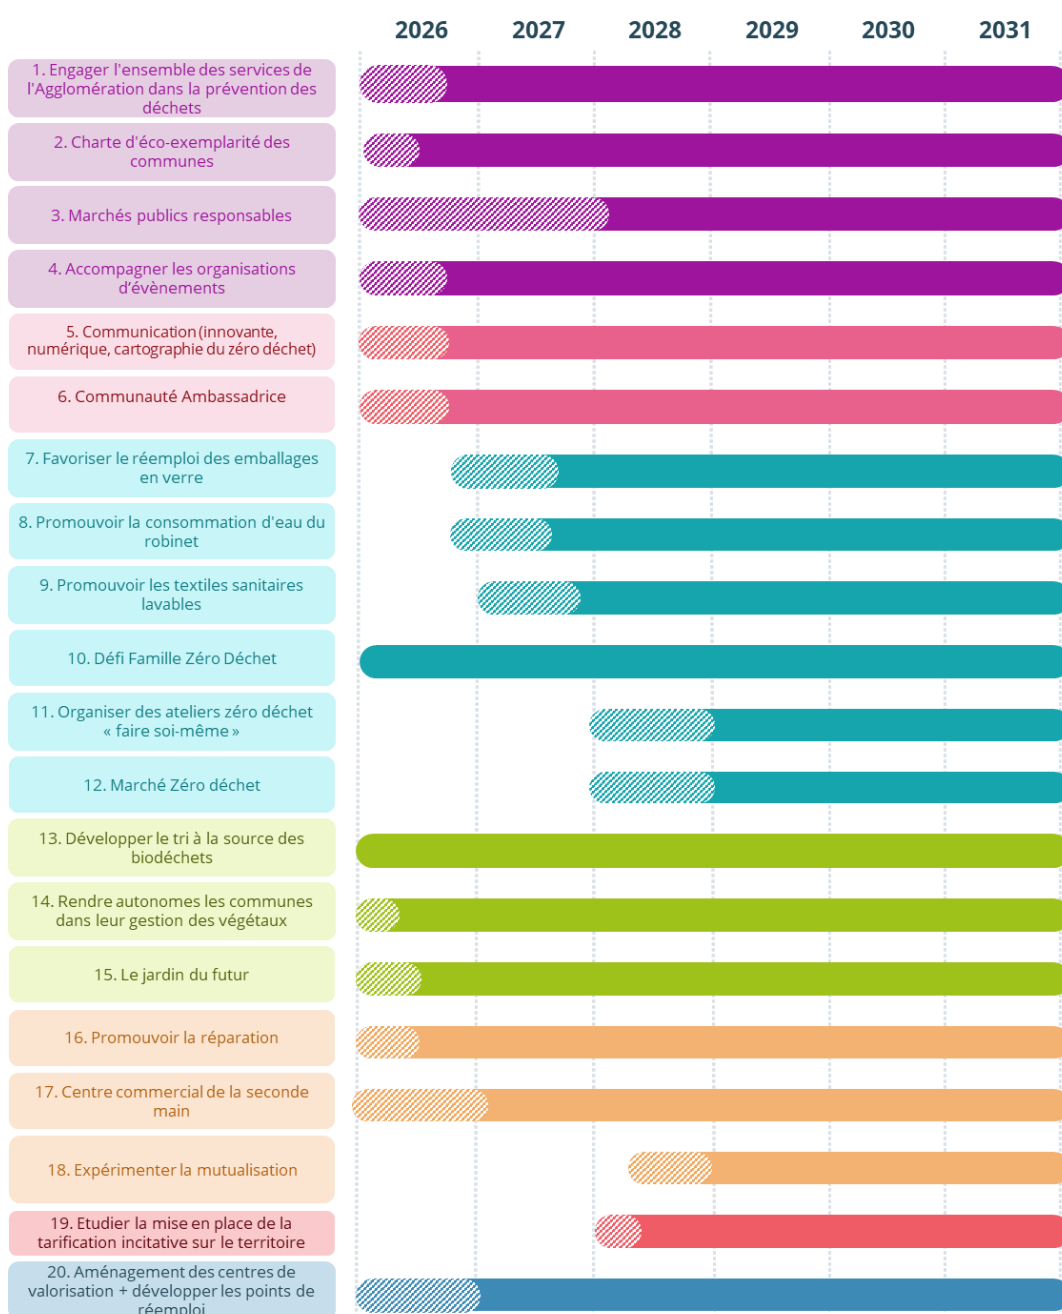 2026 2027 2028 2029 2030 2031
1. Engager l'ensemble des services de
l'Agglomération dans la prévention des
déchets
2. Charte d'éco-exemplarité des
communes
3. Marchés publics responsables
4. Accompagner les organisations
d’évènements
5. Communication (innovante,
numérique, cartographie du zéro déchet)
6. Communauté Ambassadrice
7. Favoriser le réemploi des emballages
en verre
8. Promouvoir la consommation d'eau du
robinet
9. Promouvoir les textiles sanitaires
lavables
10. Défi Famille Zéro Déchet
11. Organiser des ateliers zéro déchet
« faire soi-même »
12. Marché Zéro déchet
13. Développer le tri à la source des
biodéchets
14. Rendre autonomes les communes
dans leur gestion des végétaux
15. Le jardin du futur
16. Promouvoir la réparation
17. Centre commercial de la seconde
main
18. Expérimenter la mutualisation
19. Etudier la mise en place de la
tarification incitative sur le territoire
20. Aménagement des centres de
valorisation + développer les points de
réemploi